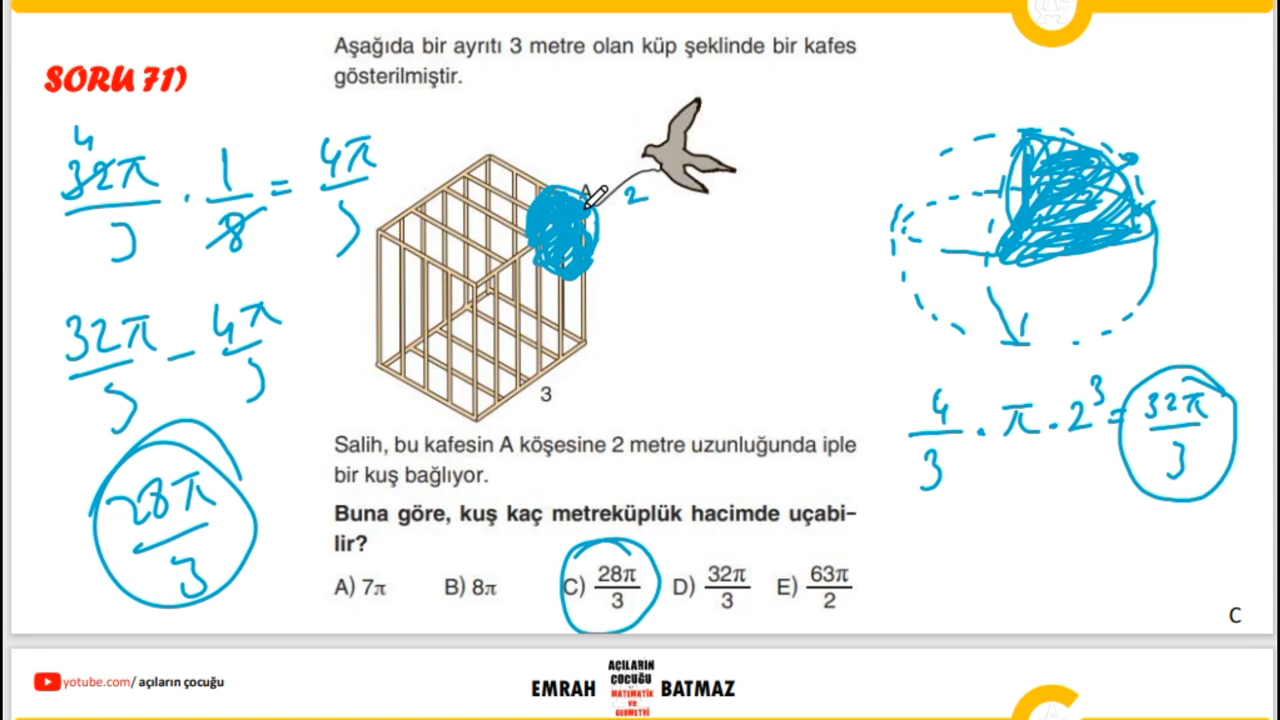 SORU 71)
Aşağıda bir ayrıtı 3 metre olan küp şeklinde bir kafes
gösterilmiştir.
4
32π/3 . 1/8 = 4π/3
A
2
32π/3 - 4π/3
28π/3
3
4/3 . π . 2³ = 32π/3
Salih, bu kafesin A köşesine 2 metre uzunluğunda iple
bir kuş bağlıyor.
Buna göre, kuş kaç metreküplük hacimde uçabi-
lir?
A) 7π B) 8π C) 28π/3 D) 32π/3 E) 63π/2
C
yotube.com/ açıların çocuğu
EMRAH
AÇILARIN
ÇOCUĞU
MATEMATİK
ve
GEOMETRİ
BATMAZ